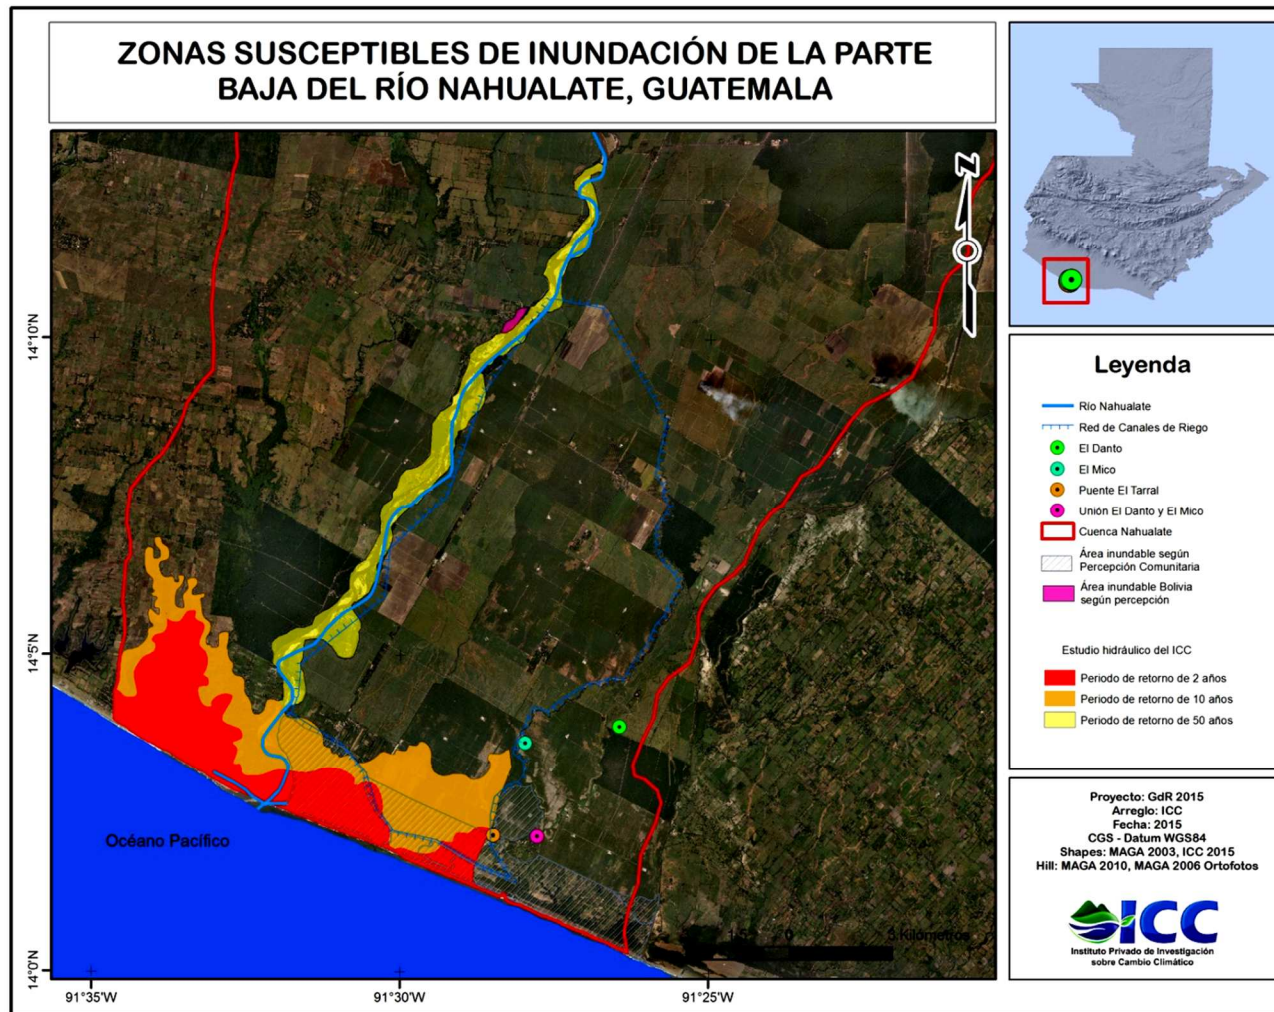 ZONAS SUSCEPTIBLES DE INUNDACIÓN DE LA PARTE
BAJA DEL RÍO NAHUALATE, GUATEMALA
Z
14°10'N
14°5'N
14°0'N
91°35'W
91°30'W
91°25'W
Océano Pacífico
1.5
0
3 Kilómetros
Leyenda
Río Nahualate
Red de Canales de Riego
El Danto
El Mico
Puente El Tarral
Unión El Danto y El Mico
Cuenca Nahualate
Área inundable según
Percepción Comunitaria
Área inundable Bolivia
según percepción
Estudio hidráulico del ICC
Periodo de retorno de 2 años
Periodo de retorno de 10 años
Periodo de retorno de 50 años
Proyecto: GdR 2015
Arreglo: ICC
Fecha: 2015
CGS - Datum WGS84
Shapes: MAGA 2003, ICC 2015
Hill: MAGA 2010, MAGA 2006 Ortofotos
ICC
Instituto Privado de Investigación
sobre Cambio Climático